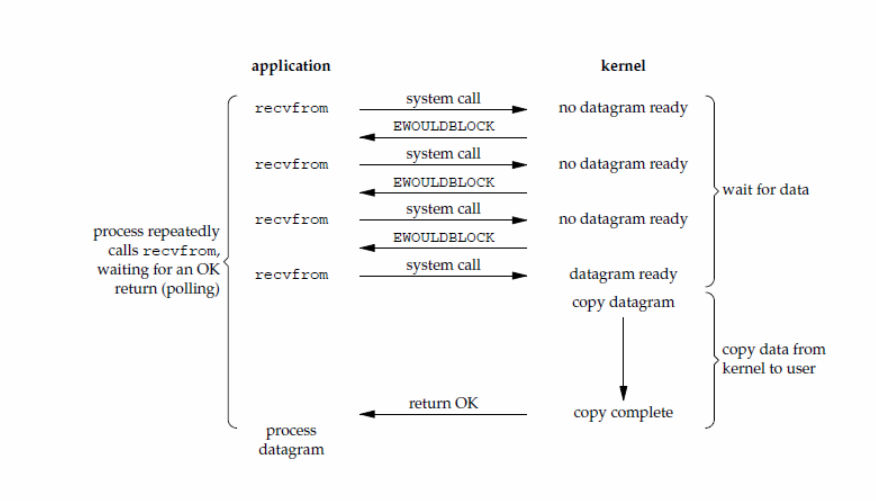 application
kernel
recvfrom
system call
no datagram ready
EWOULDBLOCK
recvfrom
system call
no datagram ready
EWOULDBLOCK
recvfrom
system call
no datagram ready
EWOULDBLOCK
recvfrom
system call
datagram ready
wait for data
process repeatedly
calls recvfrom,
waiting for an OK
return (polling)
copy datagram
copy data from
kernel to user
return OK
copy complete
process
datagram